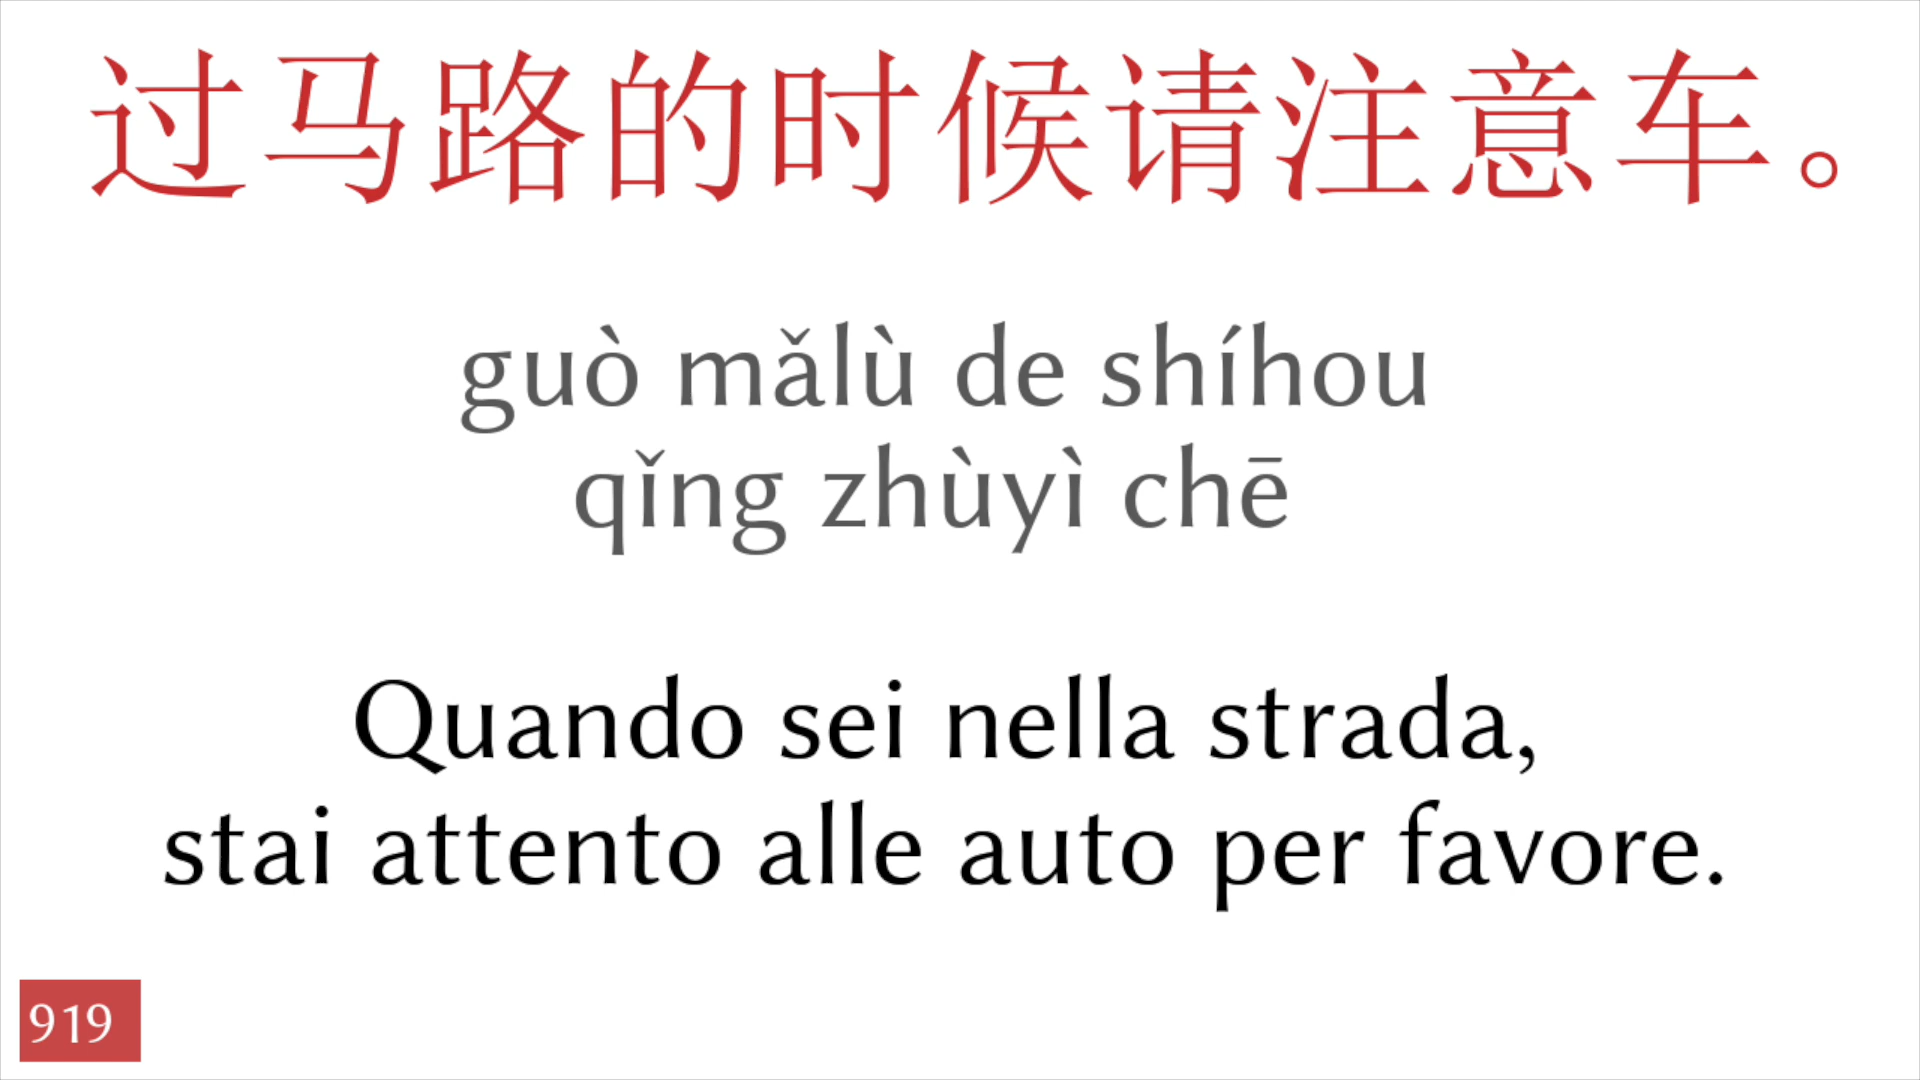 过马路的时候请注意车。
guò mǎlù de shíhou
qǐng zhùyì chē
Quando sei nella strada,
stai attento alle auto per favore.
919